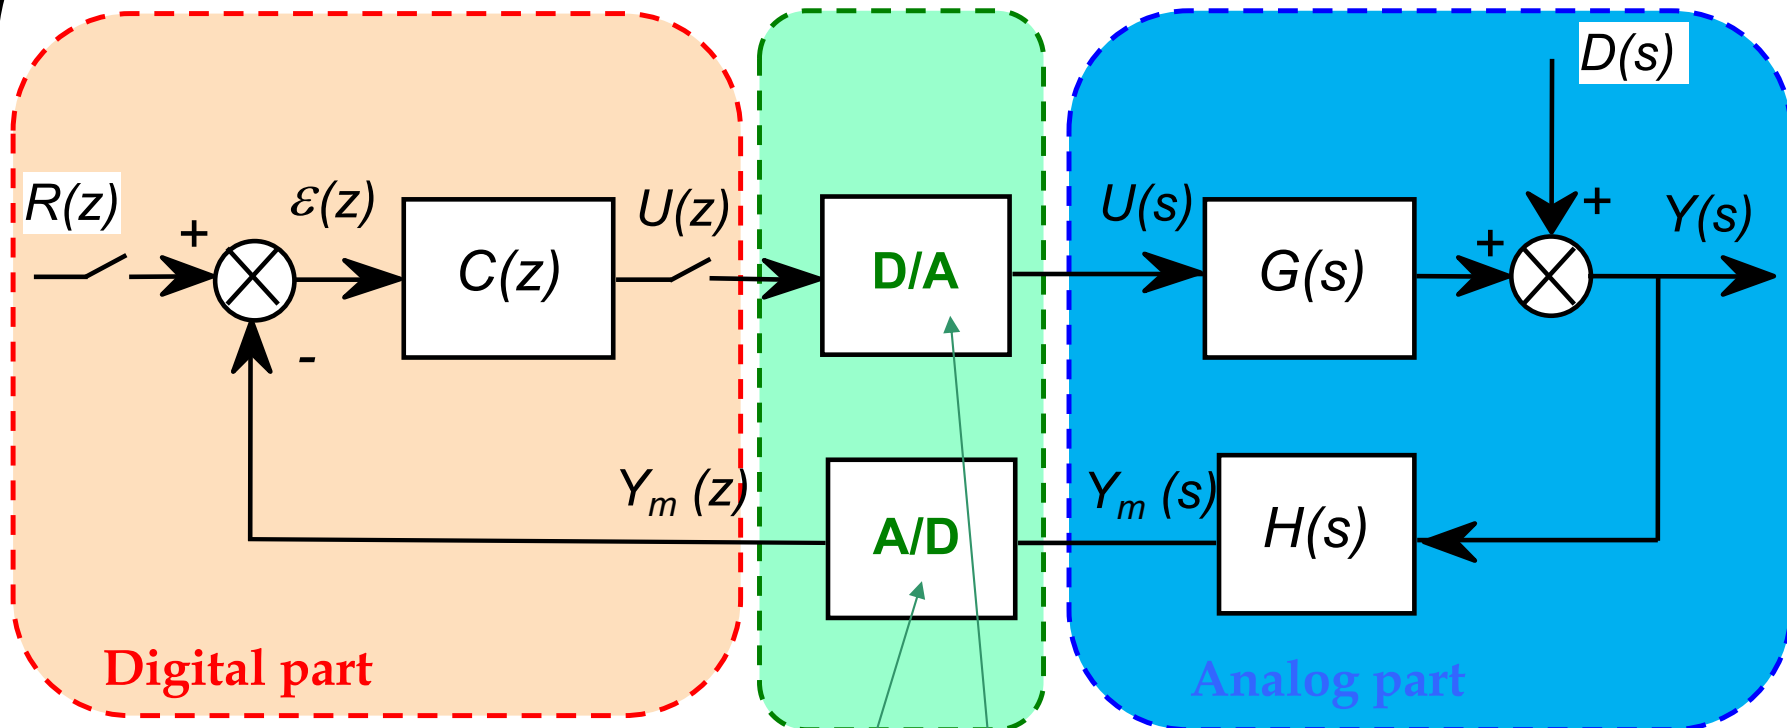 D(s)
R(z)
ε(z)
U(z)
U(s)
Y(s)
+
+
+
C(z)
D/A
G(s)
-
Ym (z)
Ym (s)
A/D
H(s)
Digital part
Analog part